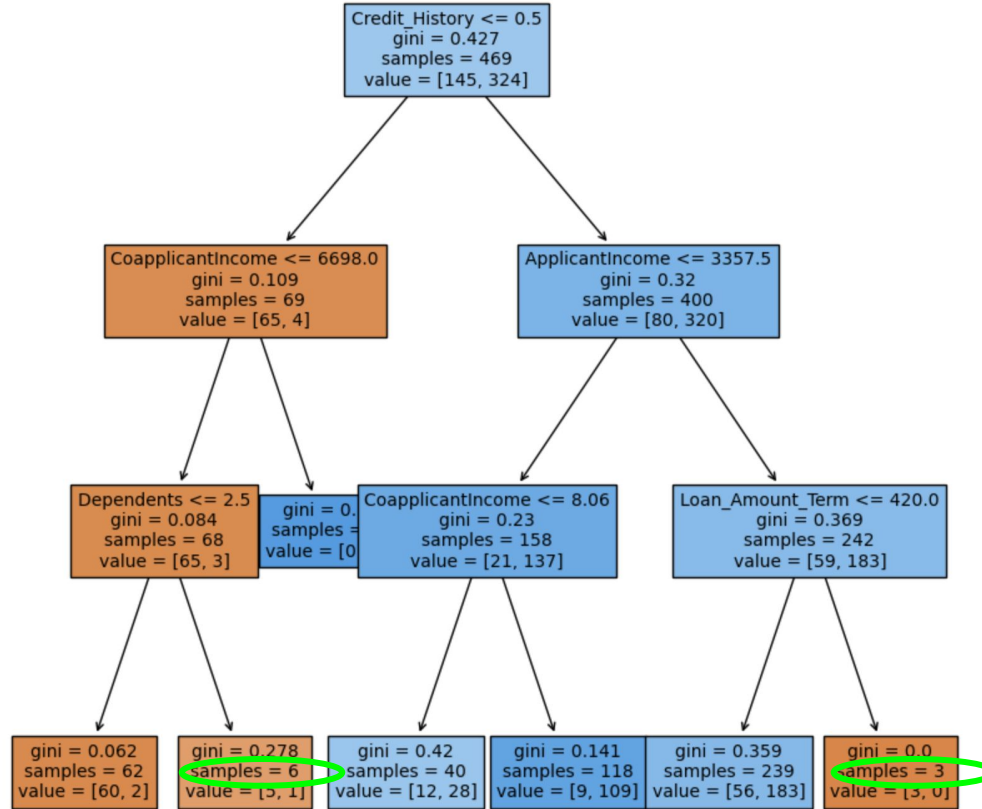 Credit_History <= 0.5
gini = 0.427
samples = 469
value = [145, 324]
CoapplicantIncome <= 6698.0
gini = 0.109
samples = 69
value = [65, 4]
ApplicantIncome <= 3357.5
gini = 0.32
samples = 400
value = [80, 320]
Dependents <= 2.5
gini = 0.084
samples = 68
value = [65, 3]
gini = 0.
samples =
value = [0
CoapplicantIncome <= 8.06
gini = 0.23
samples = 158
value = [21, 137]
Loan_Amount_Term <= 420.0
gini = 0.369
samples = 242
value = [59, 183]
gini = 0.062
samples = 62
value = [60, 2]
gini = 0.278
samples = 6
value = [5, 1]
gini = 0.42
samples = 40
value = [12, 28]
gini = 0.141
samples = 118
value = [9, 109]
gini = 0.359
samples = 239
value = [56, 183]
gini = 0.0
samples = 3
value = [3, 0]